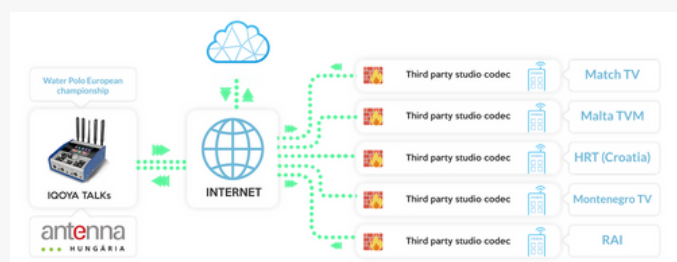 Water Polo European
championship
IQOYA TALKs
antenna
HUNGÁRIA
INTERNET
Third party studio codec
Match TV
Third party studio codec
Malta TVM
Third party studio codec
HRT (Croatia)
Third party studio codec
Montenegro TV
Third party studio codec
RAI